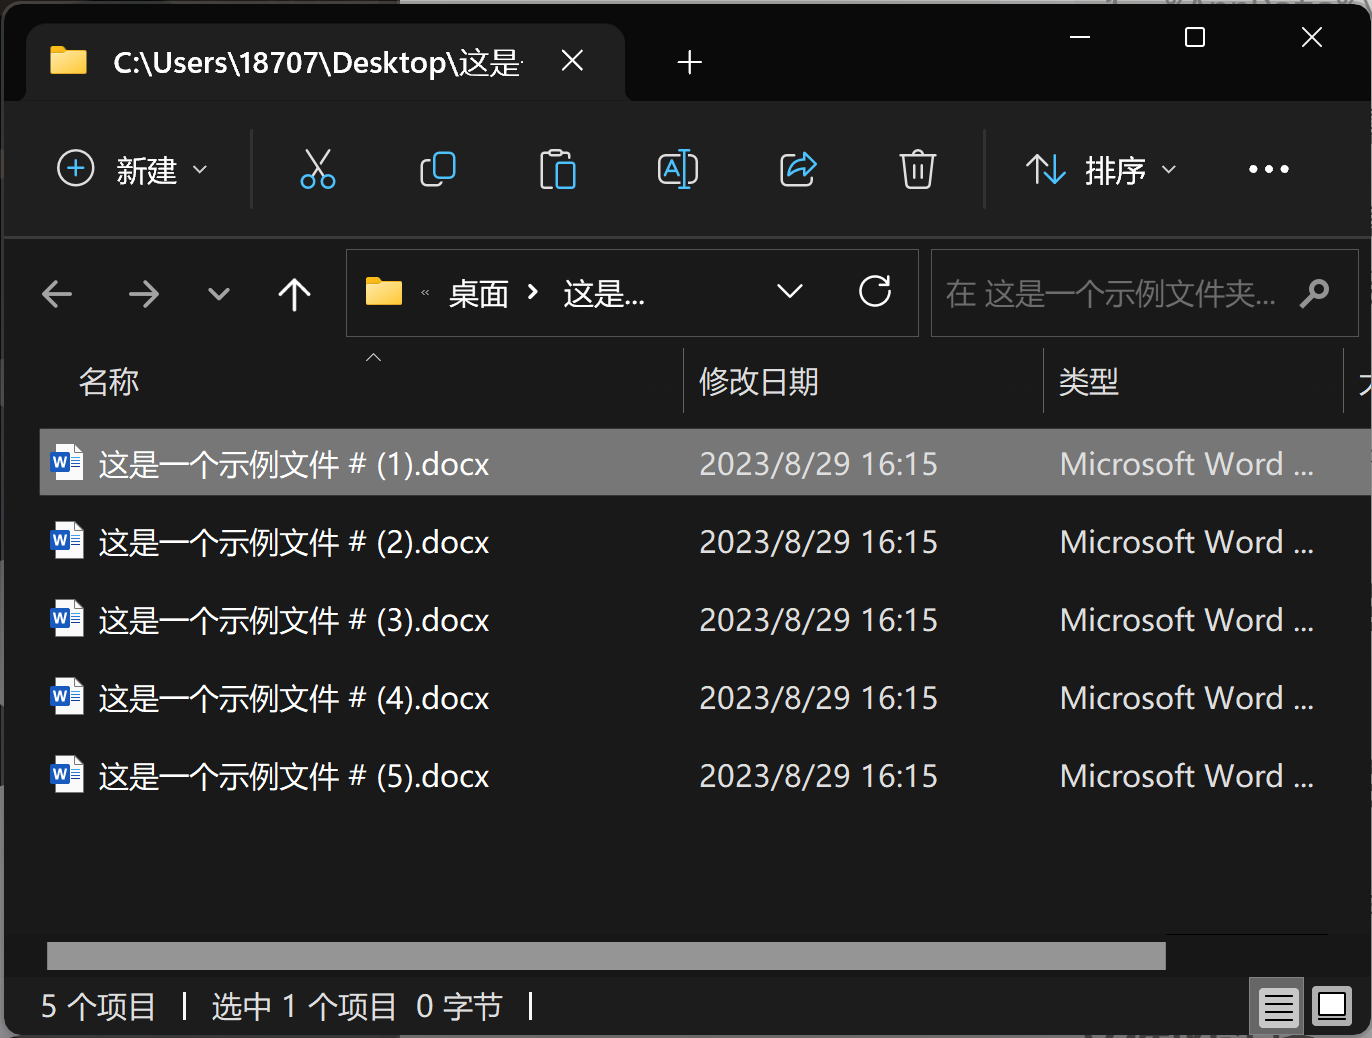 C:\Users\18707\Desktop\这是
新建
排序
« 桌面 › 这是...
在 这是一个示例文件夹...
名称 修改日期 类型
这是一个示例文件 # (1).docx 2023/8/29 16:15 Microsoft Word ...
这是一个示例文件 # (2).docx 2023/8/29 16:15 Microsoft Word ...
这是一个示例文件 # (3).docx 2023/8/29 16:15 Microsoft Word ...
这是一个示例文件 # (4).docx 2023/8/29 16:15 Microsoft Word ...
这是一个示例文件 # (5).docx 2023/8/29 16:15 Microsoft Word ...
5 个项目 | 选中 1 个项目 0 字节 |